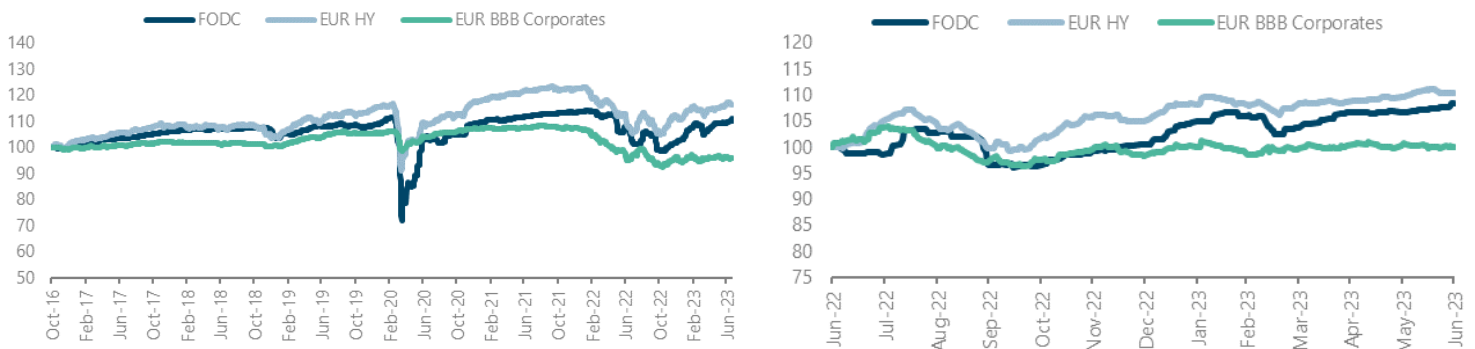 FODC EUR HY EUR BBB Corporates
140
130
120
110
100
90
80
70
60
50
Oct-16
Feb-17
Jun-17
Oct-17
Feb-18
Jun-18
Oct-18
Feb-19
Jun-19
Oct-19
Feb-20
Jun-20
Oct-20
Feb-21
Jun-21
Oct-21
Feb-22
Jun-22
Oct-22
Feb-23
Jun-23
FODC EUR HY EUR BBB Corporates
120
115
110
105
100
95
90
85
80
75
Jun-22
Jul-22
Aug-22
Sep-22
Oct-22
Nov-22
Dec-22
Jan-23
Feb-23
Mar-23
Apr-23
May-23
Jun-23